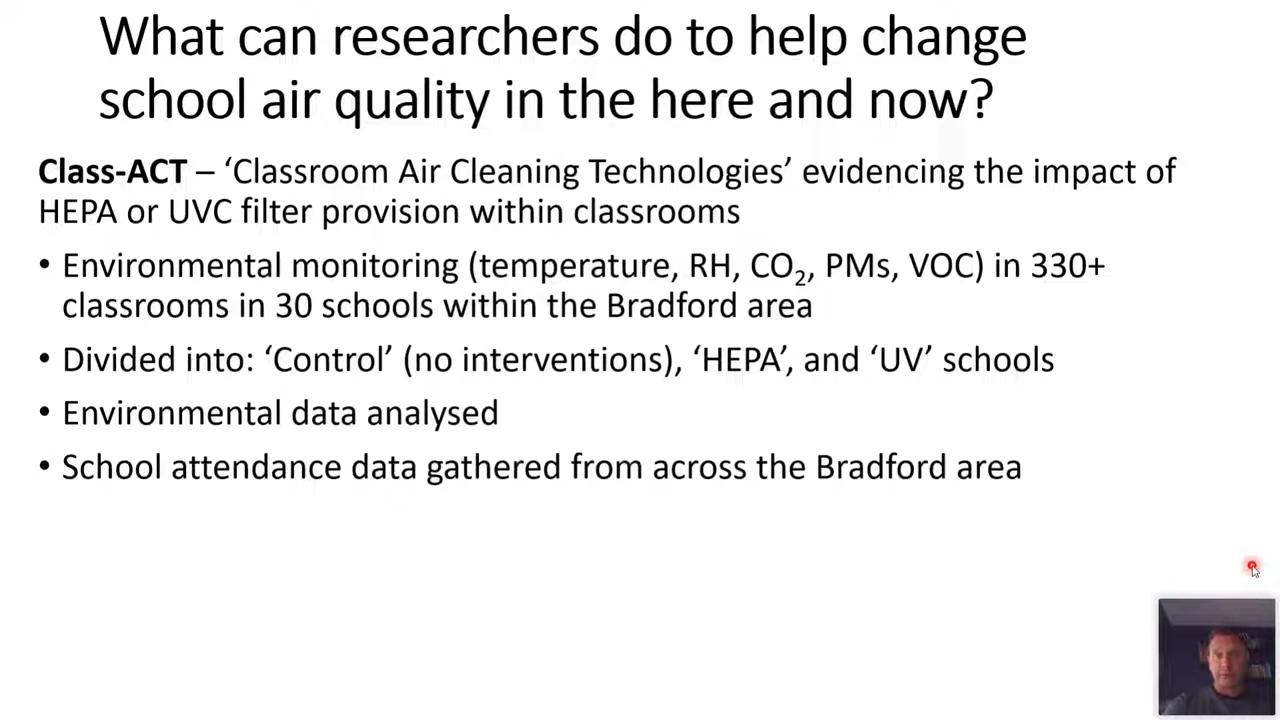 What can researchers do to help change
school air quality in the here and now?
Class-ACT – ‘Classroom Air Cleaning Technologies’ evidencing the impact of
HEPA or UVC filter provision within classrooms
• Environmental monitoring (temperature, RH, CO₂, PMs, VOC) in 330+
classrooms in 30 schools within the Bradford area
• Divided into: ‘Control’ (no interventions), ‘HEPA’, and ‘UV’ schools
• Environmental data analysed
• School attendance data gathered from across the Bradford area